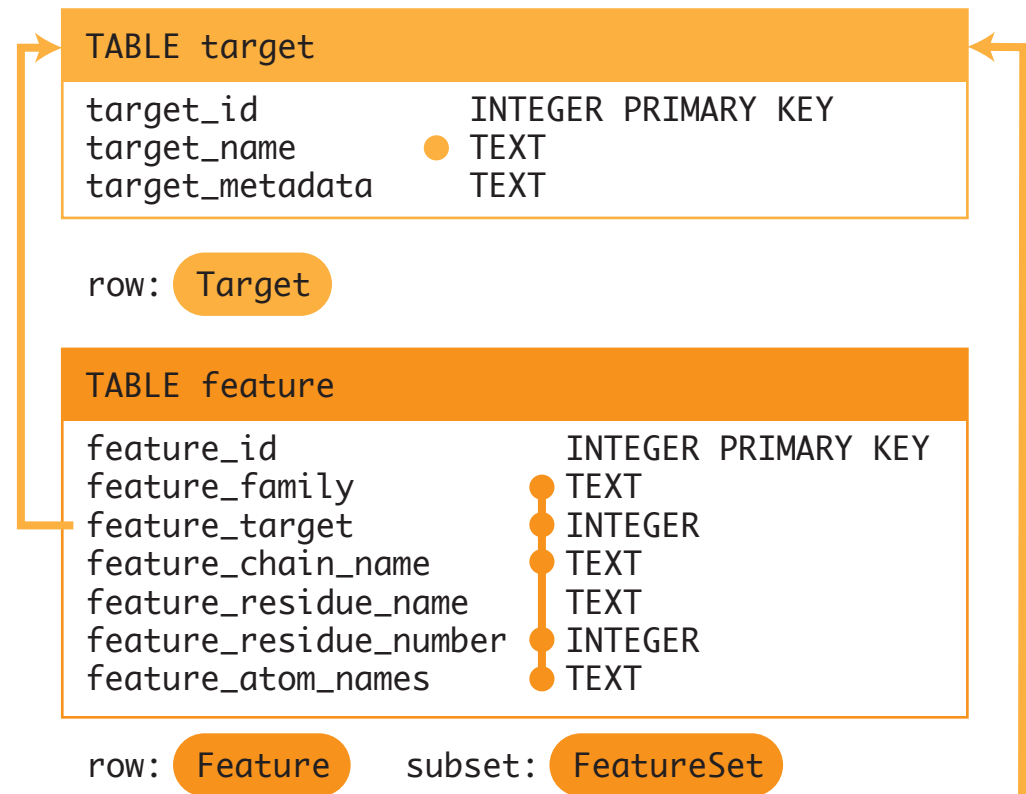 TABLE target
target_id INTEGER PRIMARY KEY
target_name TEXT
target_metadata TEXT
row: Target
TABLE feature
feature_id INTEGER PRIMARY KEY
feature_family TEXT
feature_target INTEGER
feature_chain_name TEXT
feature_residue_name TEXT
feature_residue_number INTEGER
feature_atom_names TEXT
row: Feature subset: FeatureSet